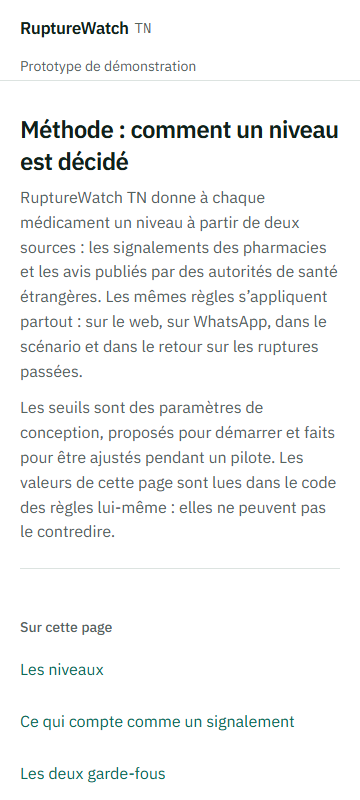 RuptureWatch TN
Prototype de démonstration
Méthode : comment un niveau
est décidé
RuptureWatch TN donne à chaque
médicament un niveau à partir de deux
sources : les signalements des pharmacies
et les avis publiés par des autorités de santé
étrangères. Les mêmes règles s’appliquent
partout : sur le web, sur WhatsApp, dans le
scénario et dans le retour sur les ruptures
passées.
Les seuils sont des paramètres de
conception, proposés pour démarrer et faits
pour être ajustés pendant un pilote. Les
valeurs de cette page sont lues dans le code
des règles lui-même : elles ne peuvent pas
le contredire.
Sur cette page
Les niveaux
Ce qui compte comme un signalement
Les deux garde-fous